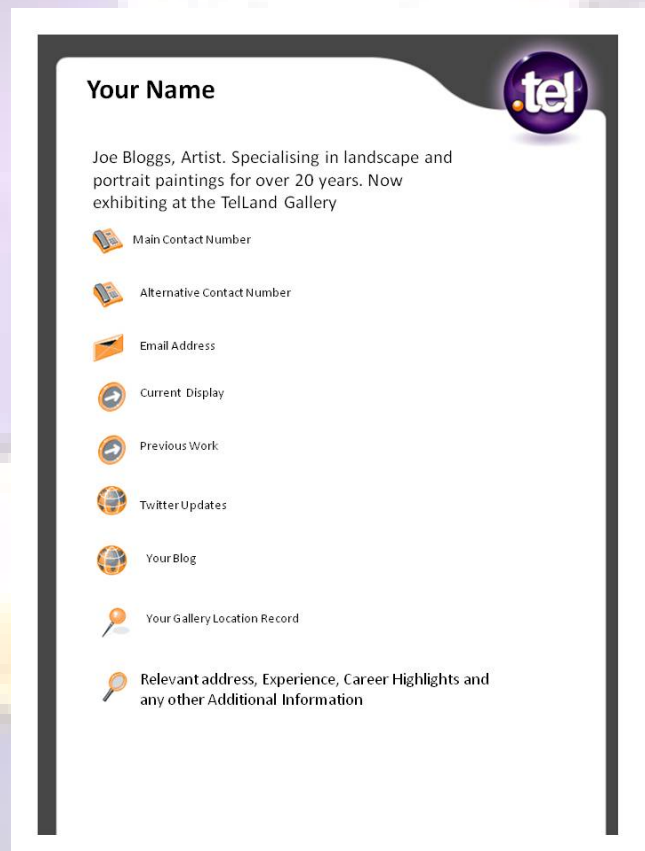 Your Name
.tel
Joe Bloggs, Artist. Specialising in landscape and
portrait paintings for over 20 years. Now
exhibiting at the TelLand Gallery
Main Contact Number
Alternative Contact Number
Email Address
Current Display
Previous Work
Twitter Updates
Your Blog
Your Gallery Location Record
Relevant address, Experience, Career Highlights and
any other Additional Information